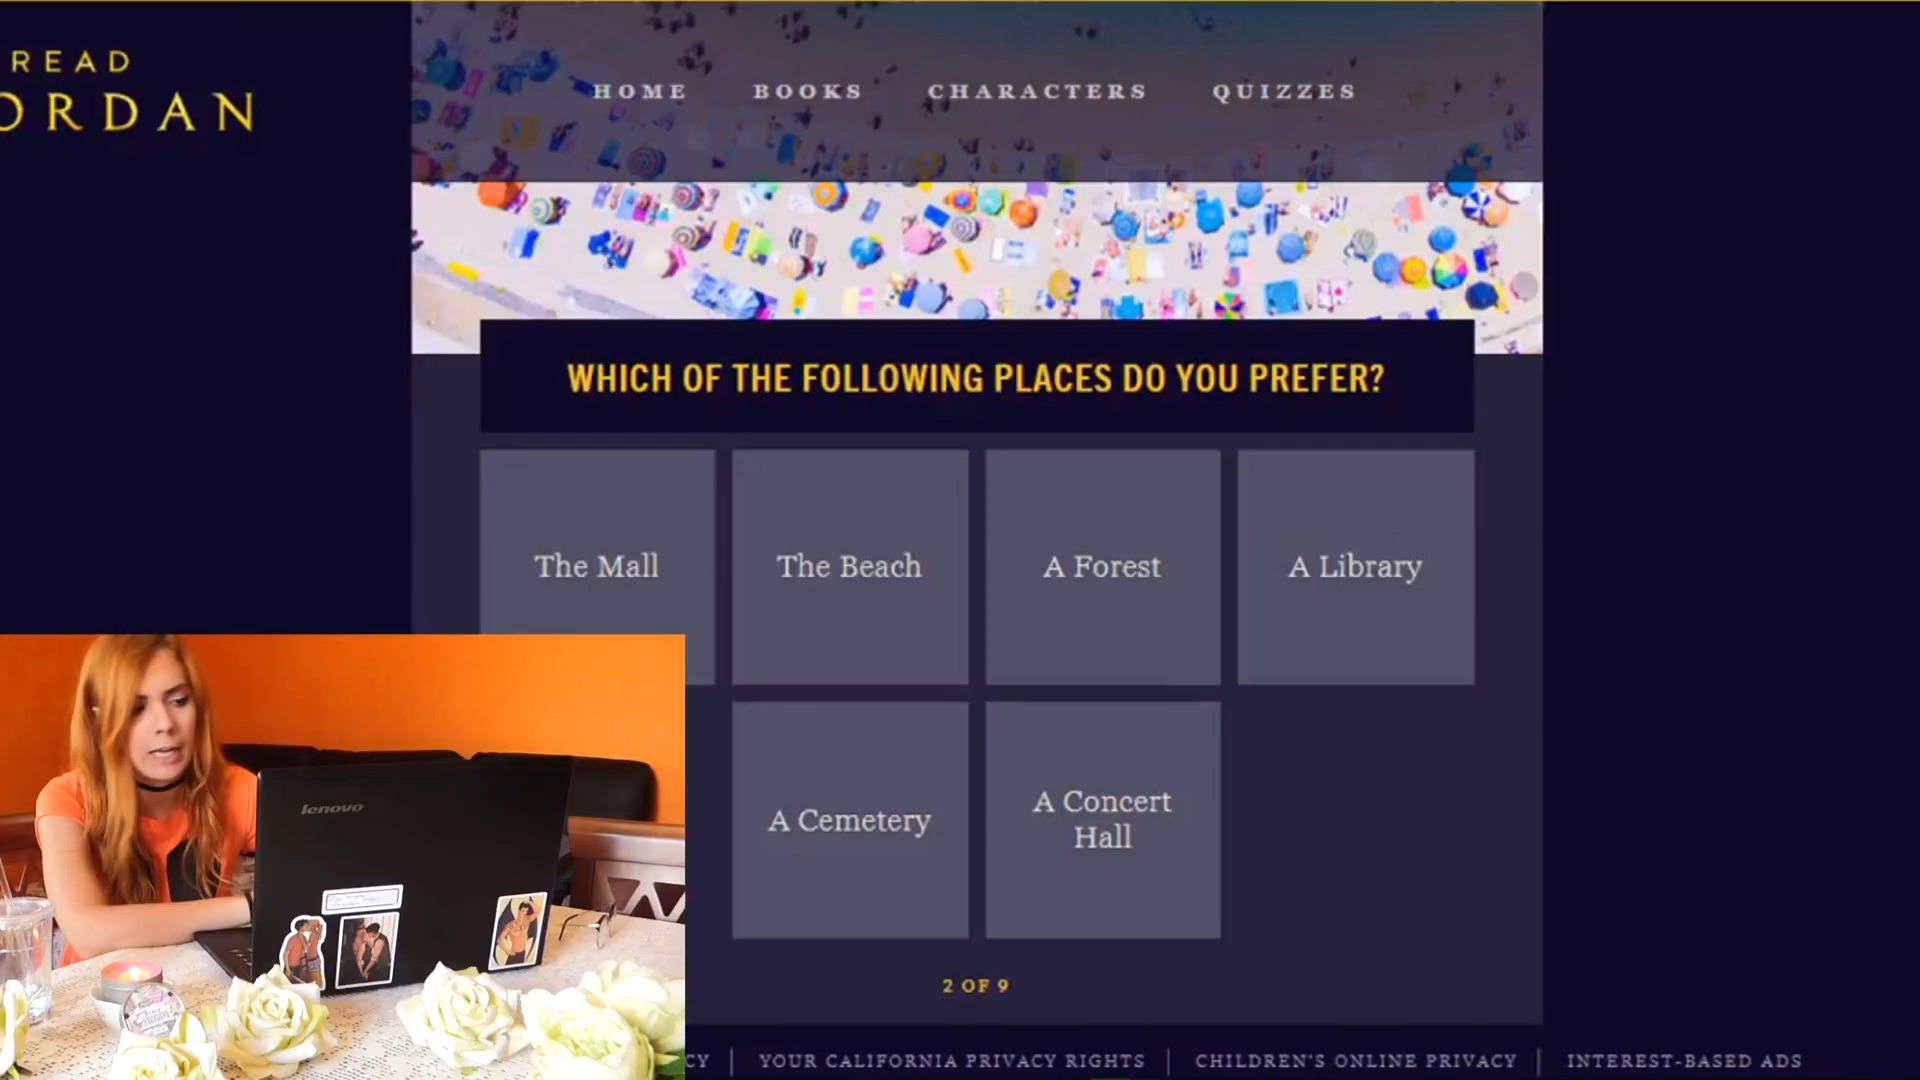 READ
ORDAN
HOME BOOKS CHARACTERS QUIZZES
WHICH OF THE FOLLOWING PLACES DO YOU PREFER?
The Mall
The Beach
A Forest
A Library
A Cemetery
A Concert
Hall
2 OF 9
lenovo
CY | YOUR CALIFORNIA PRIVACY RIGHTS | CHILDREN'S ONLINE PRIVACY | INTEREST-BASED ADS